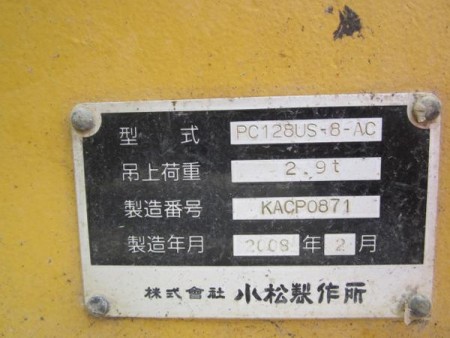 型 式 PC128US-8-AC
吊上荷重 2.9t
製造番号 KACP0871
製造年月 2008 年 2 月
株式會社 小松製作所